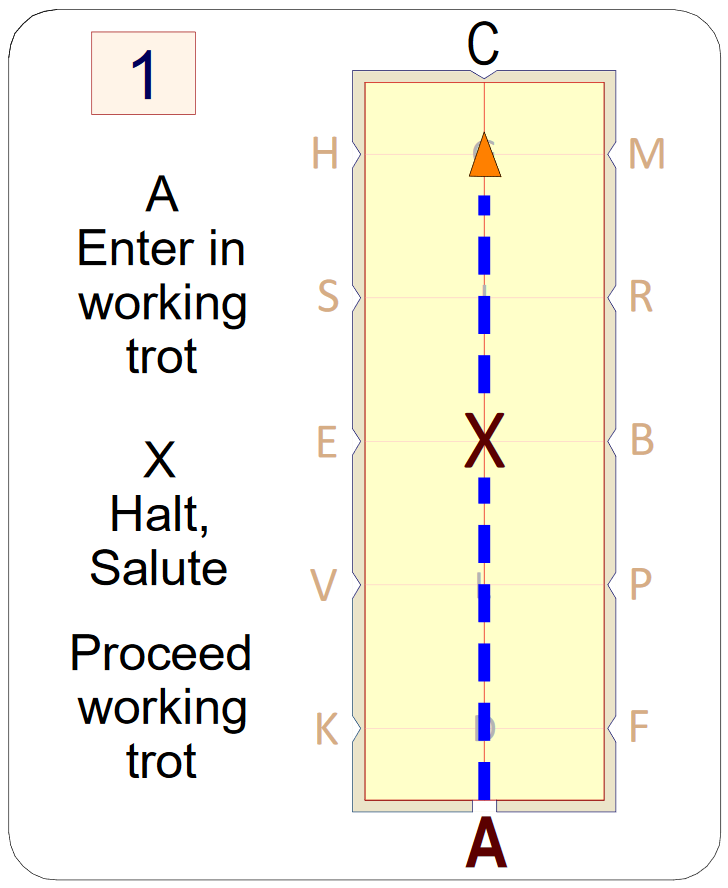 1
A
Enter in
working
trot
X
Halt,
Salute
Proceed
working
trot
C
H G M
S I R
E X B
V L P
K D F
A